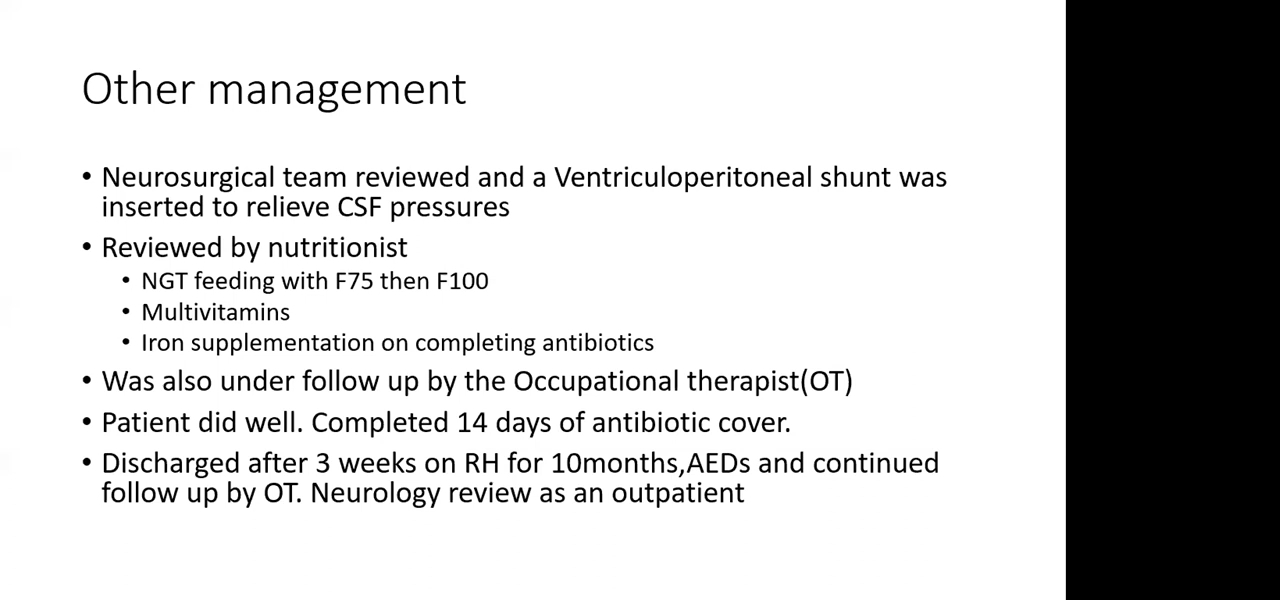 Other management
• Neurosurgical team reviewed and a Ventriculoperitoneal shunt was
inserted to relieve CSF pressures
• Reviewed by nutritionist
• NGT feeding with F75 then F100
• Multivitamins
• Iron supplementation on completing antibiotics
• Was also under follow up by the Occupational therapist(OT)
• Patient did well. Completed 14 days of antibiotic cover.
• Discharged after 3 weeks on RH for 10months,AEDs and continued
follow up by OT. Neurology review as an outpatient